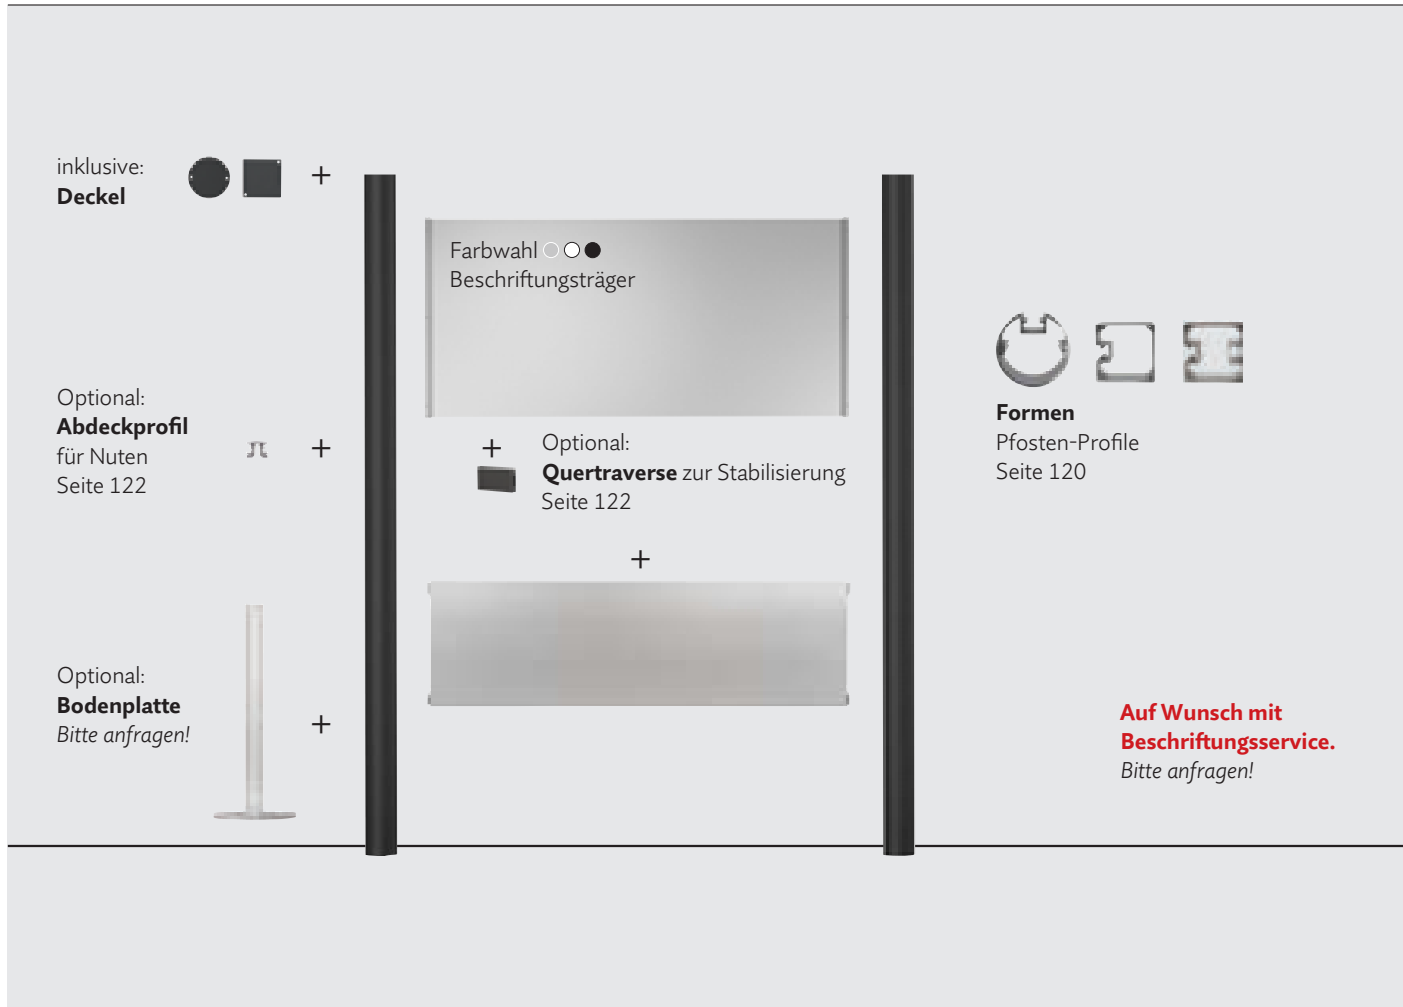 inklusive:
Deckel
+
Farbwahl
Beschriftungsträger
Optional:
Abdeckprofil
für Nuten
Seite 122
+
+
Optional:
Quertraverse zur Stabilisierung
Seite 122
+
Formen
Pfosten-Profile
Seite 120
Optional:
Bodenplatte
Bitte anfragen!
+
Auf Wunsch mit
Beschriftungsservice.
Bitte anfragen!